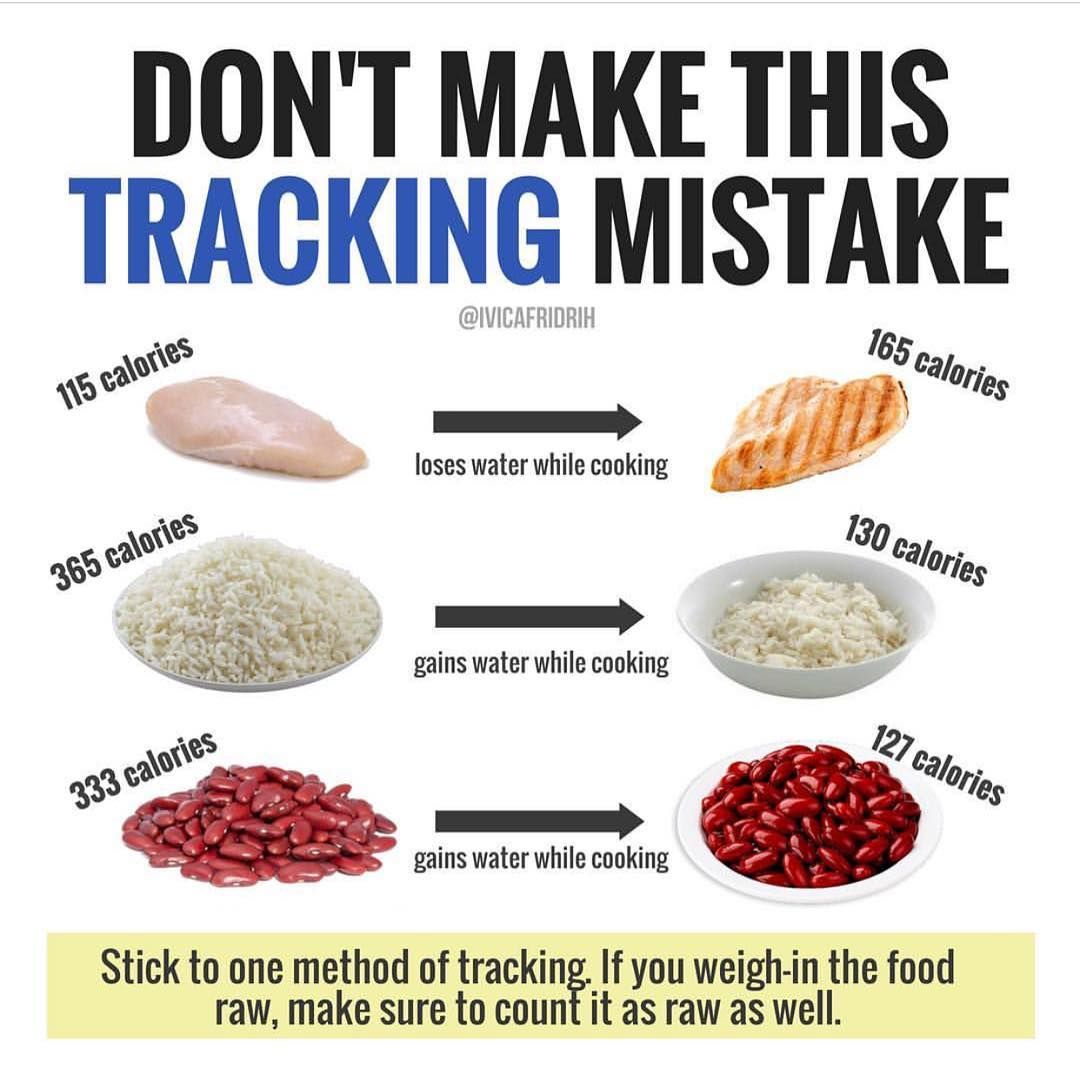 DON'T MAKE THIS
TRACKING MISTAKE
@IVICAFRIDRIH
115 calories
165 calories
loses water while cooking
365 calories
130 calories
gains water while cooking
333 calories
127 calories
gains water while cooking
Stick to one method of tracking. If you weigh-in the food
raw, make sure to count it as raw as well.